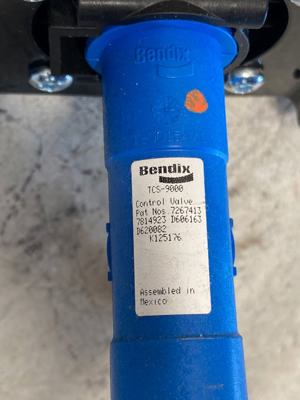 Bendix
Bendix
TCS-9000
Control Valve
Pat Nos. 7267413
7814923 D606163
D620082
K125176
Assembled in
Mexico